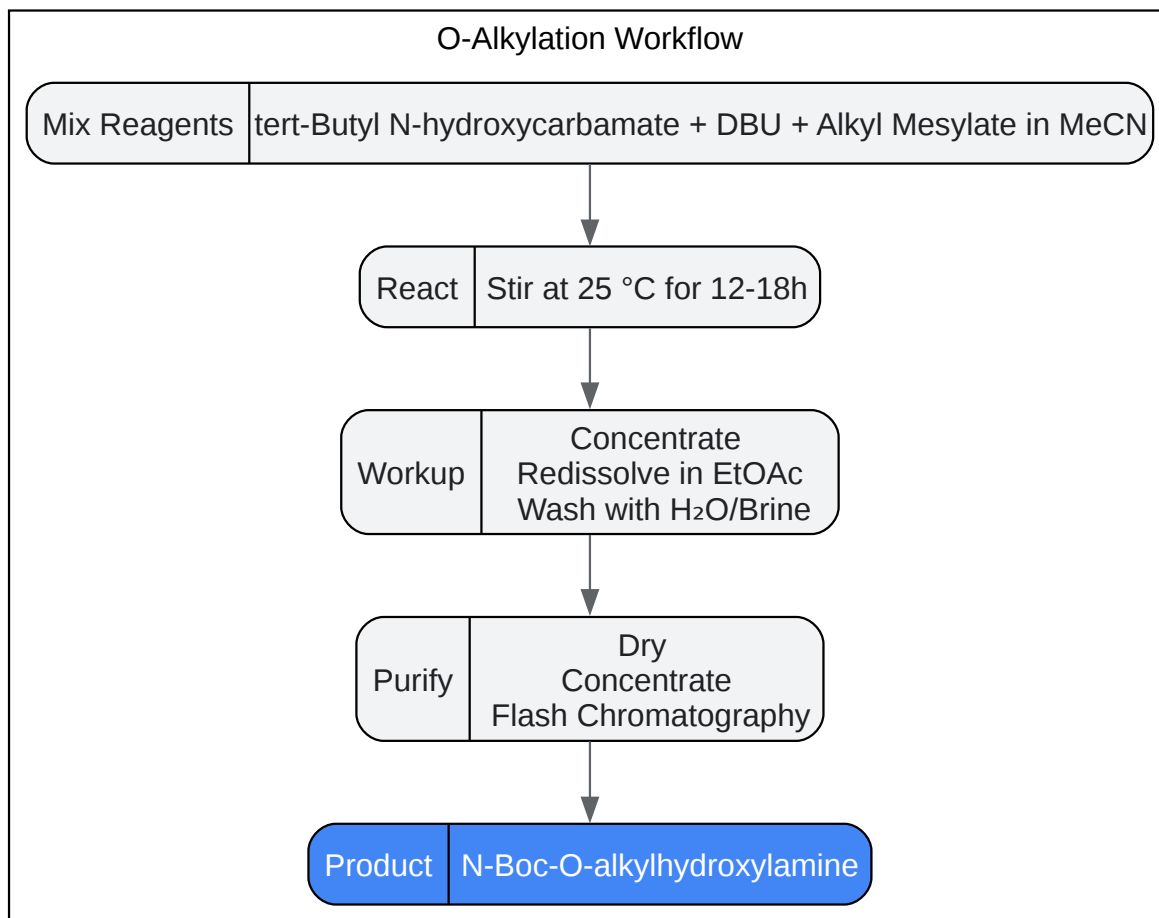 O-Alkylation Workflow
Mix Reagents
tert-Butyl N-hydroxycarbamate + DBU + Alkyl Mesylate in MeCN
React
Stir at 25 °C for 12-18h
Workup
Concentrate
Redissolve in EtOAc
Wash with H₂O/Brine
Purify
Dry
Concentrate
Flash Chromatography
Product
N-Boc-O-alkylhydroxylamine